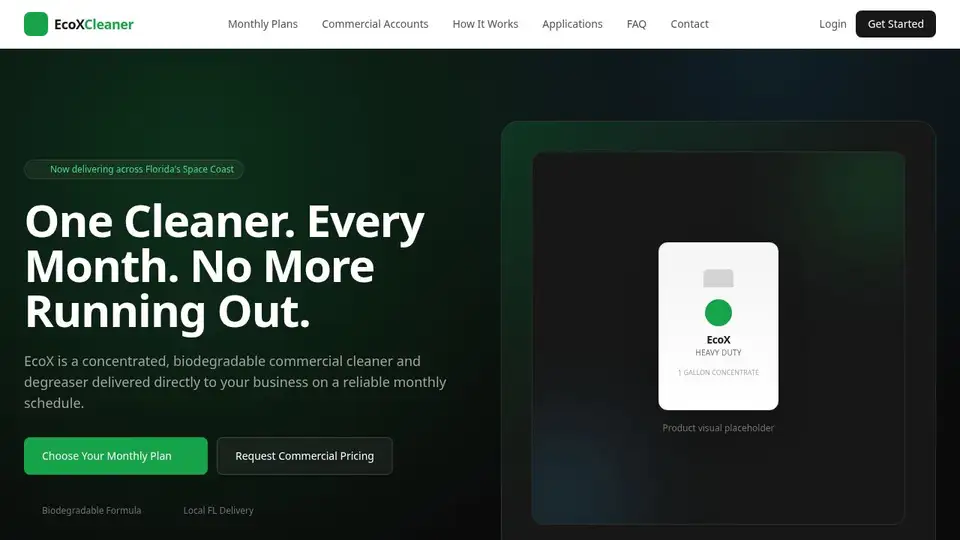 EcoXCleaner
Monthly Plans
Commercial Accounts
How It Works
Applications
FAQ
Contact
Login
Get Started
Now delivering across Florida's Space Coast
One Cleaner. Every
Month. No More
Running Out.
EcoX is a concentrated, biodegradable commercial cleaner and
degreaser delivered directly to your business on a reliable monthly
schedule.
Choose Your Monthly Plan
Request Commercial Pricing
Biodegradable Formula
Local FL Delivery
EcoX
HEAVY DUTY
1 GALLON CONCENTRATE
Product visual placeholder